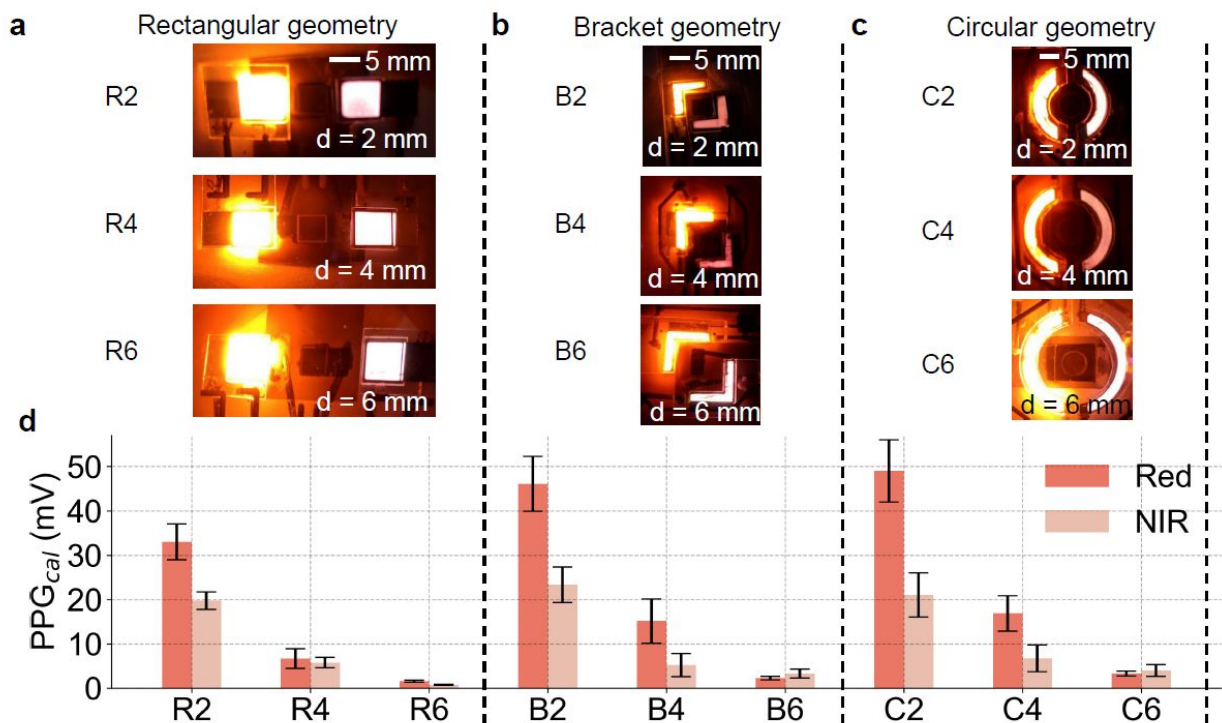 a Rectangular geometry
R2
5 mm
d = 2 mm
R4
d = 4 mm
R6
d = 6 mm
b Bracket geometry
B2
5 mm
d = 2 mm
B4
d = 4 mm
B6
d = 6 mm
c Circular geometry
C2
5 mm
d = 2 mm
C4
d = 4 mm
C6
d = 6 mm
d
PPGcal (mV)
50
40
30
20
10
0
Red
NIR
R2 R4 R6 B2 B4 B6 C2 C4 C6